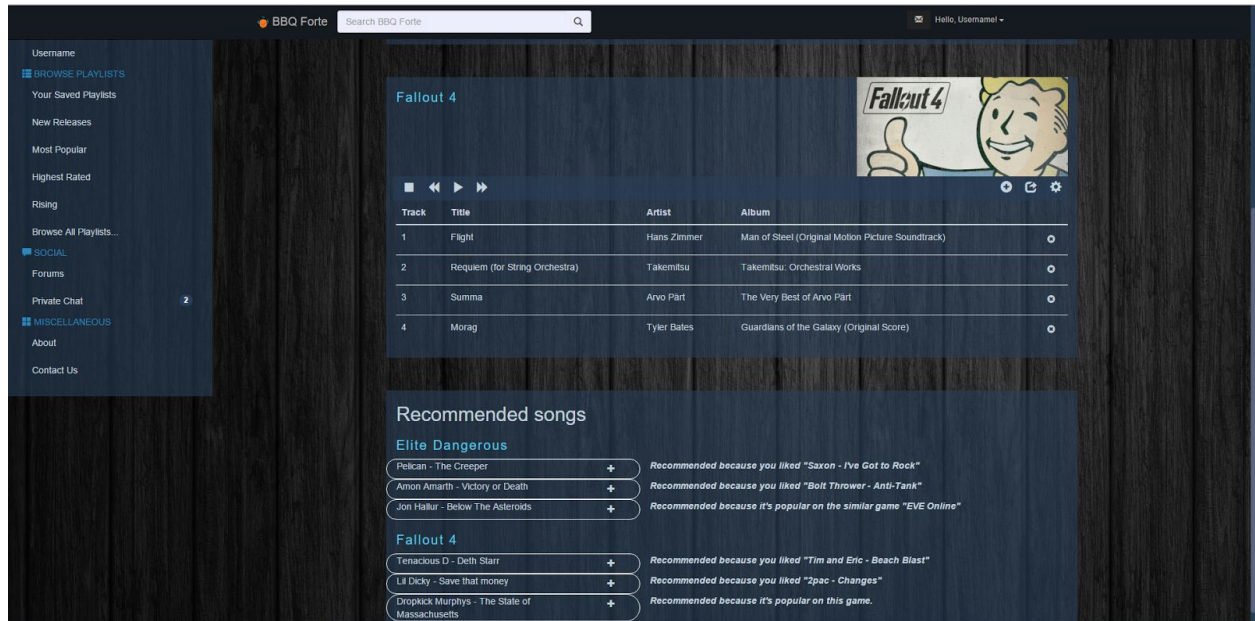 BBQ Forte
Search BBQ Forte
Hello, Username!
Username
BROWSE PLAYLISTS
Your Saved Playlists
New Releases
Most Popular
Highest Rated
Rising
Browse All Playlists...
SOCIAL
Forums
Private Chat 2
MISCELLANEOUS
About
Contact Us
Fallout 4
Fallout 4
Track Title Artist Album
1 Flight Hans Zimmer Man of Steel (Original Motion Picture Soundtrack)
2 Requiem (for String Orchestra) Takemitsu Takemitsu: Orchestral Works
3 Summa Arvo Pärt The Very Best of Arvo Pärt
4 Morag Tyler Bates Guardians of the Galaxy (Original Score)
Recommended songs
Elite Dangerous
Pelican - The Creeper Recommended because you liked "Saxon - I've Got to Rock"
Amon Amarth - Victory or Death Recommended because you liked "Bolt Thrower - Anti-Tank"
Jon Hallur - Below The Asteroids Recommended because it's popular on the similar game "EVE Online"
Fallout 4
Tenacious D - Deth Starr Recommended because you liked "Tim and Eric - Beach Blast"
Lil Dicky - Save that money Recommended because you liked "2pac - Changes"
Dropkick Murphys - The State of Recommended because it's popular on this game.
Massachusetts